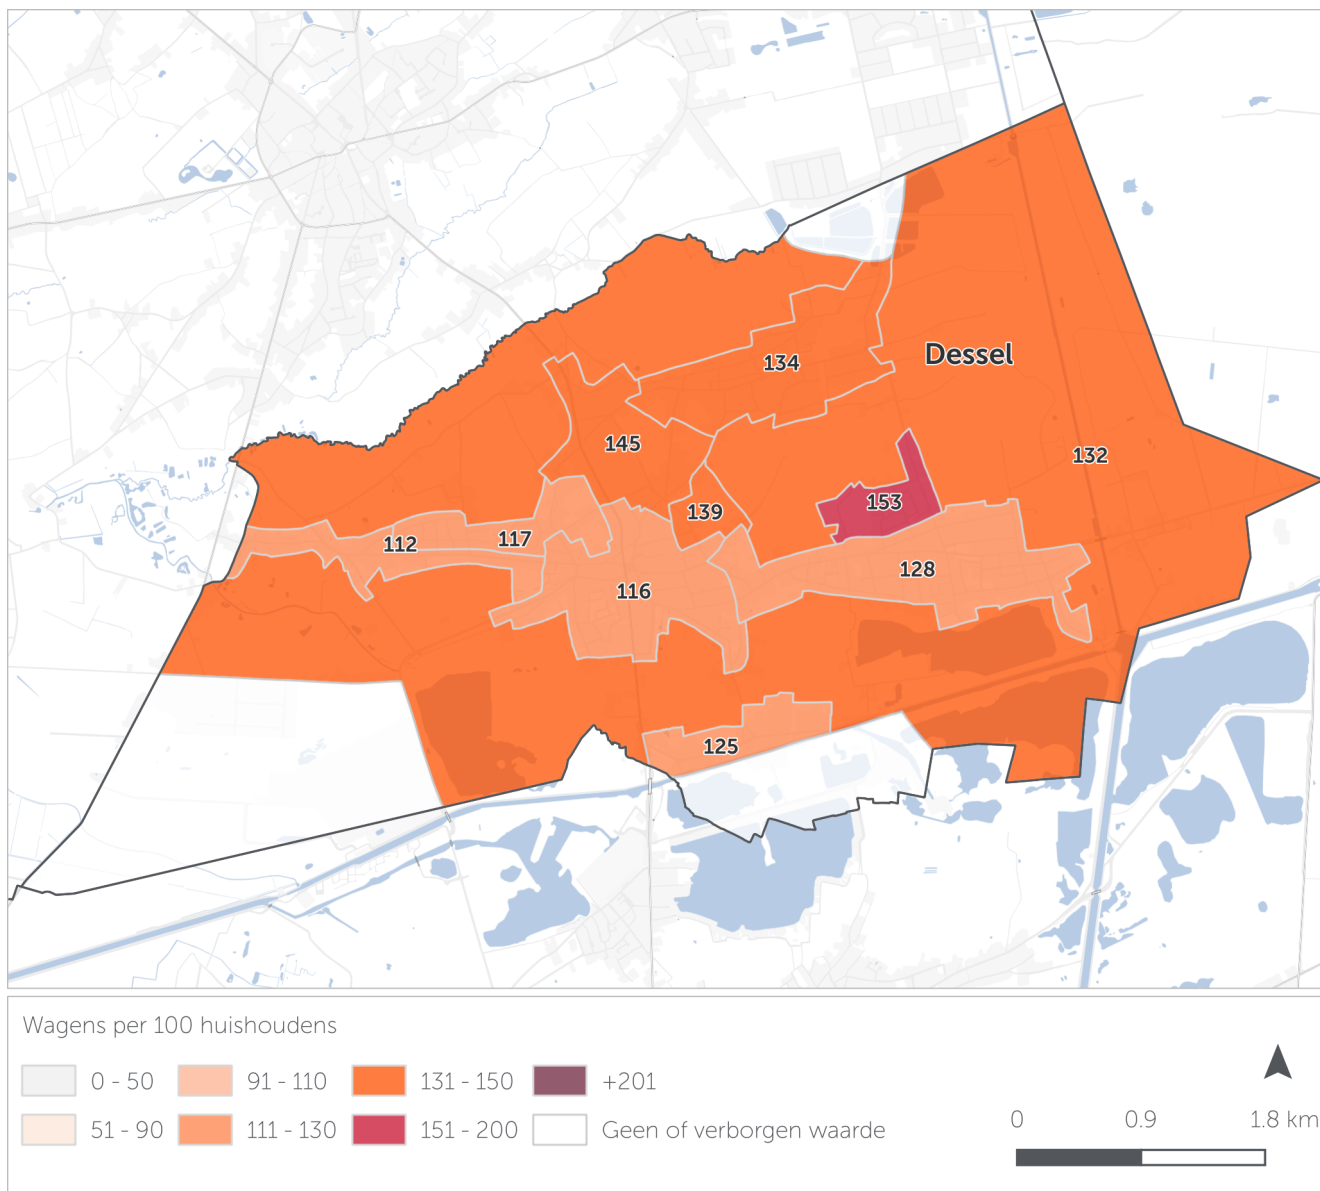 134
Dessel
145
132
153
139
117
112
128
116
125
Wagens per 100 huishoudens
0 - 50
91 - 110
131 - 150
+201
51 - 90
111 - 130
151 - 200
Geen of verborgen waarde
0 0.9 1.8 km